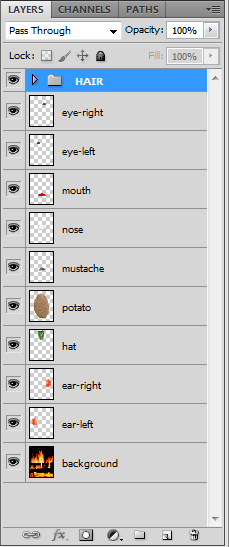 LAYERS CHANNELS PATHS
Pass Through Opacity: 100%
Lock: Fill: 100%
HAIR
eye-right
eye-left
mouth
nose
mustache
potato
hat
ear-right
ear-left
background
fx.